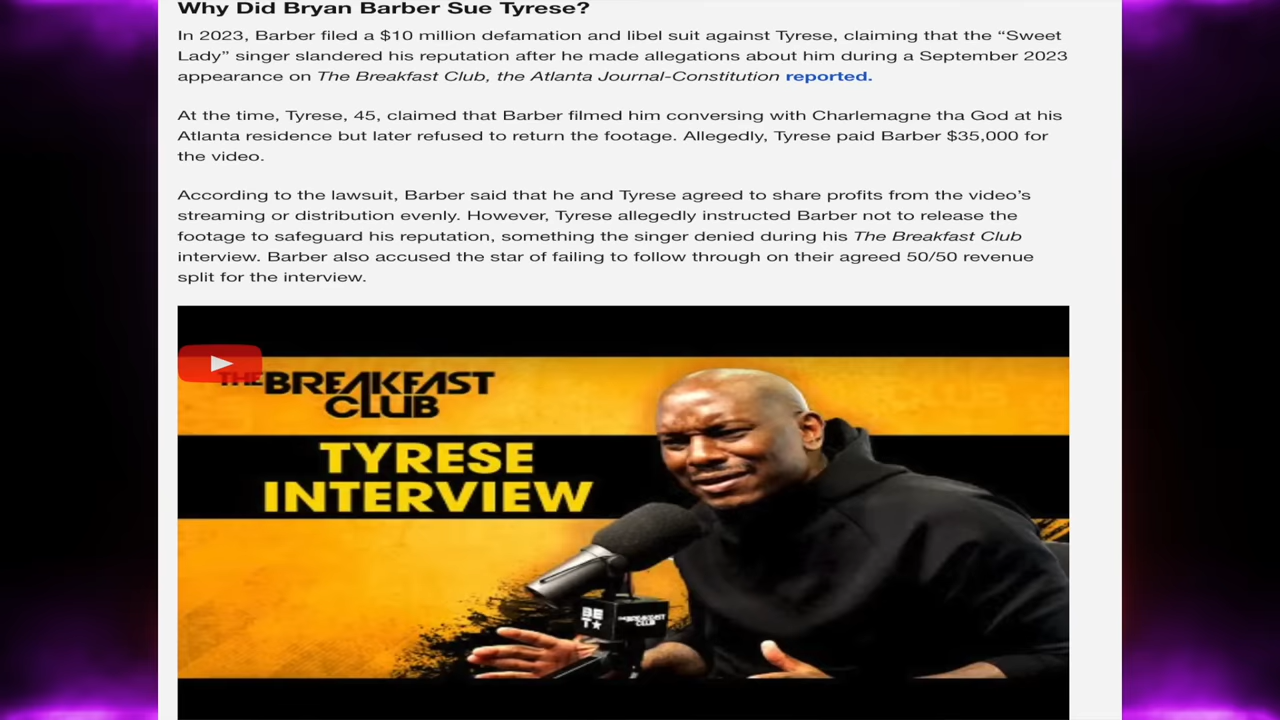 Why Did Bryan Barber Sue Tyrese?
In 2023, Barber filed a $10 million defamation and libel suit against Tyrese, claiming that the “Sweet
Lady” singer slandered his reputation after he made allegations about him during a September 2023
appearance on The Breakfast Club, the Atlanta Journal-Constitution reported.
At the time, Tyrese, 45, claimed that Barber filmed him conversing with Charlemagne tha God at his
Atlanta residence but later refused to return the footage. Allegedly, Tyrese paid Barber $35,000 for
the video.
According to the lawsuit, Barber said that he and Tyrese agreed to share profits from the video’s
streaming or distribution evenly. However, Tyrese allegedly instructed Barber not to release the
footage to safeguard his reputation, something the singer denied during his The Breakfast Club
interview. Barber also accused the star of failing to follow through on their agreed 50/50 revenue
split for the interview.
THE BREAKFAST
CLUB
TYRESE
INTERVIEW
BE
T★
THE BREAKFAST
CLUB